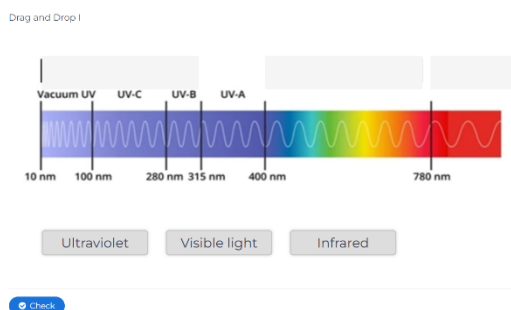 Drag and Drop I
Vacuum UV UV-C UV-B UV-A
10 nm 100 nm 280 nm 315 nm 400 nm 780 nm
Ultraviolet Visible light Infrared
Check